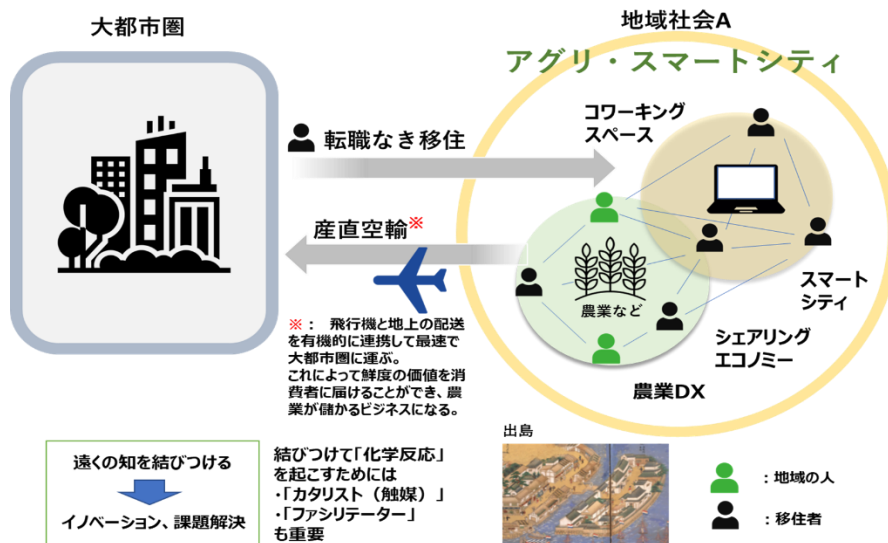 大都市圏
地域社会A
アグリ・スマートシティ
コワーキング
スペース
転職なき移住
産直空輸※
農業など
スマート
シティ
シェアリング
エコノミー
農業DX
※： 飛行機と地上の配送
を有機的に連携して最速で
大都市圏に運ぶ。
これによって鮮度の価値を消
費者に届けることができ、農
業が儲かるビジネスになる。
遠くの知を結びつける
イノベーション、課題解決
結びつけて「化学反応」
を起こすためには
・「カタリスト（触媒）」
・「ファシリテーター」
も重要
出島
：地域の人
：移住者